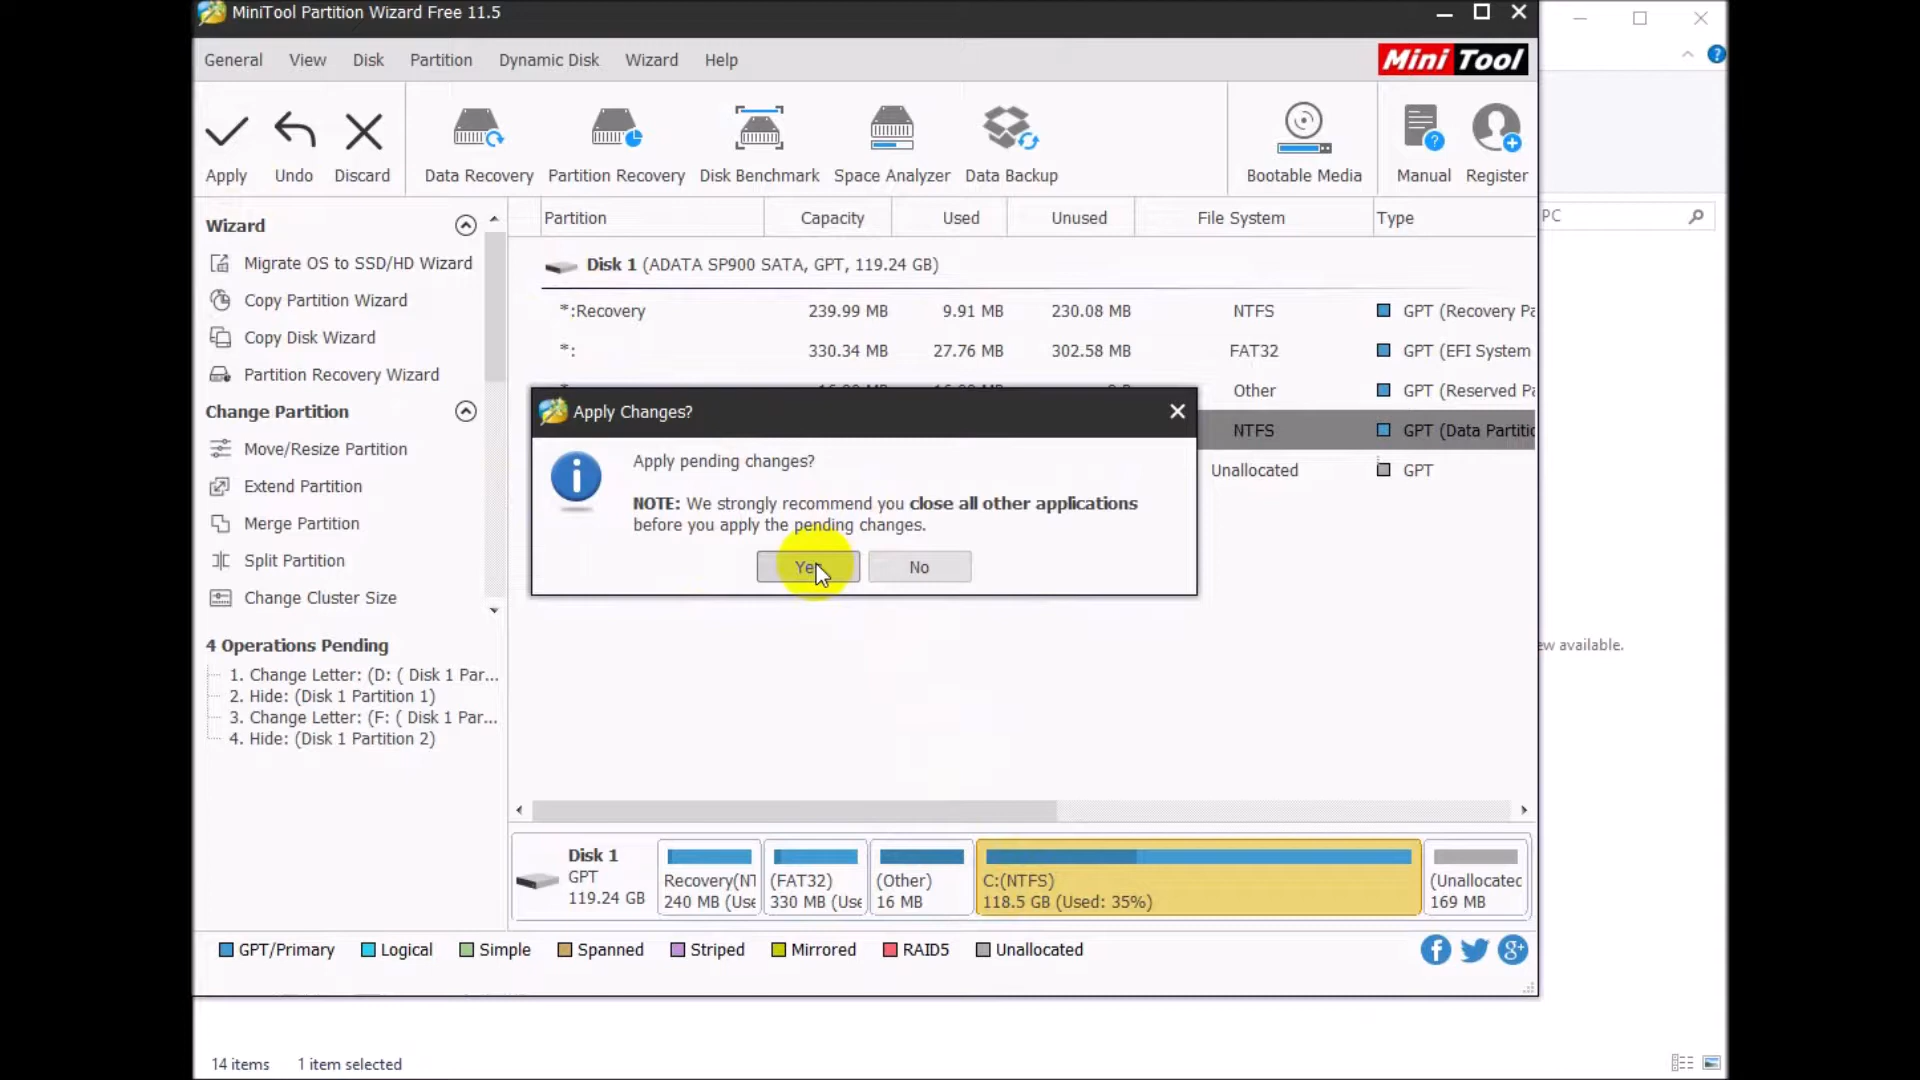 MiniTool Partition Wizard Free 11.5
General View Disk Partition Dynamic Disk Wizard Help
Mini Tool
Apply Undo Discard Data Recovery Partition Recovery Disk Benchmark Space Analyzer Data Backup Bootable Media Manual Register
Wizard
Migrate OS to SSD/HD Wizard
Copy Partition Wizard
Copy Disk Wizard
Partition Recovery Wizard
Change Partition
Move/Resize Partition
Extend Partition
Merge Partition
Split Partition
Change Cluster Size
4 Operations Pending
1. Change Letter: (D: ( Disk 1 Par...
2. Hide: (Disk 1 Partition 1)
3. Change Letter: (F: ( Disk 1 Par...
4. Hide: (Disk 1 Partition 2)
Partition Capacity Used Unused File System Type
PC
Disk 1 (ADATA SP900 SATA, GPT, 119.24 GB)
*:Recovery 239.99 MB 9.91 MB 230.08 MB NTFS GPT (Recovery Pa
*: 330.34 MB 27.76 MB 302.58 MB FAT32 GPT (EFI System
Other GPT (Reserved Pa
NTFS GPT (Data Partitio
Unallocated GPT
Apply Changes?
Apply pending changes?
NOTE: We strongly recommend you close all other applications
before you apply the pending changes.
Yes No
ew available.
Disk 1
GPT
119.24 GB
Recovery(NT
240 MB (Use
(FAT32)
330 MB (Use
(Other)
16 MB
C:(NTFS)
118.5 GB (Used: 35%)
(Unallocated
169 MB
GPT/Primary Logical Simple Spanned Striped Mirrored RAID5 Unallocated
14 items 1 item selected